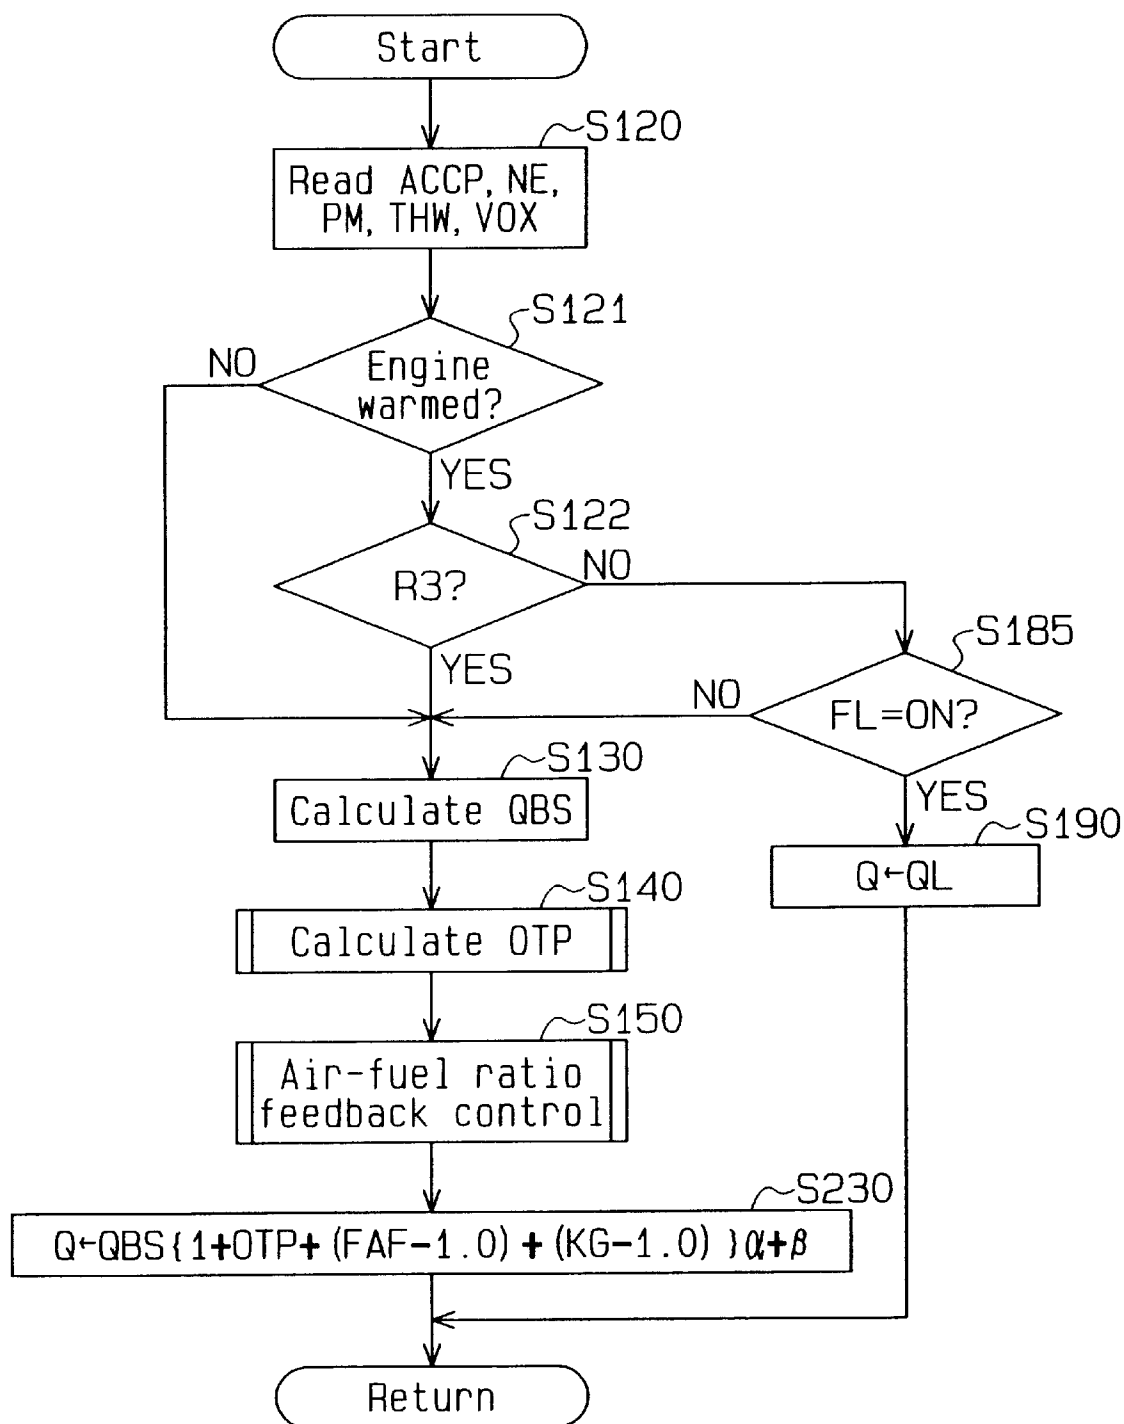 Start
S120
Read ACCP, NE,
PM, THW, VOX
S121
NO
Engine
warmed?
YES
S122
R3?
NO
YES
S185
NO
FL=ON?
YES
S130
Calculate QBS
S190
Q←QL
S140
Calculate OTP
S150
Air-fuel ratio
feedback control
S230
Q←QBS{1+OTP+(FAF-1.0)+(KG-1.0)}α+β
Return